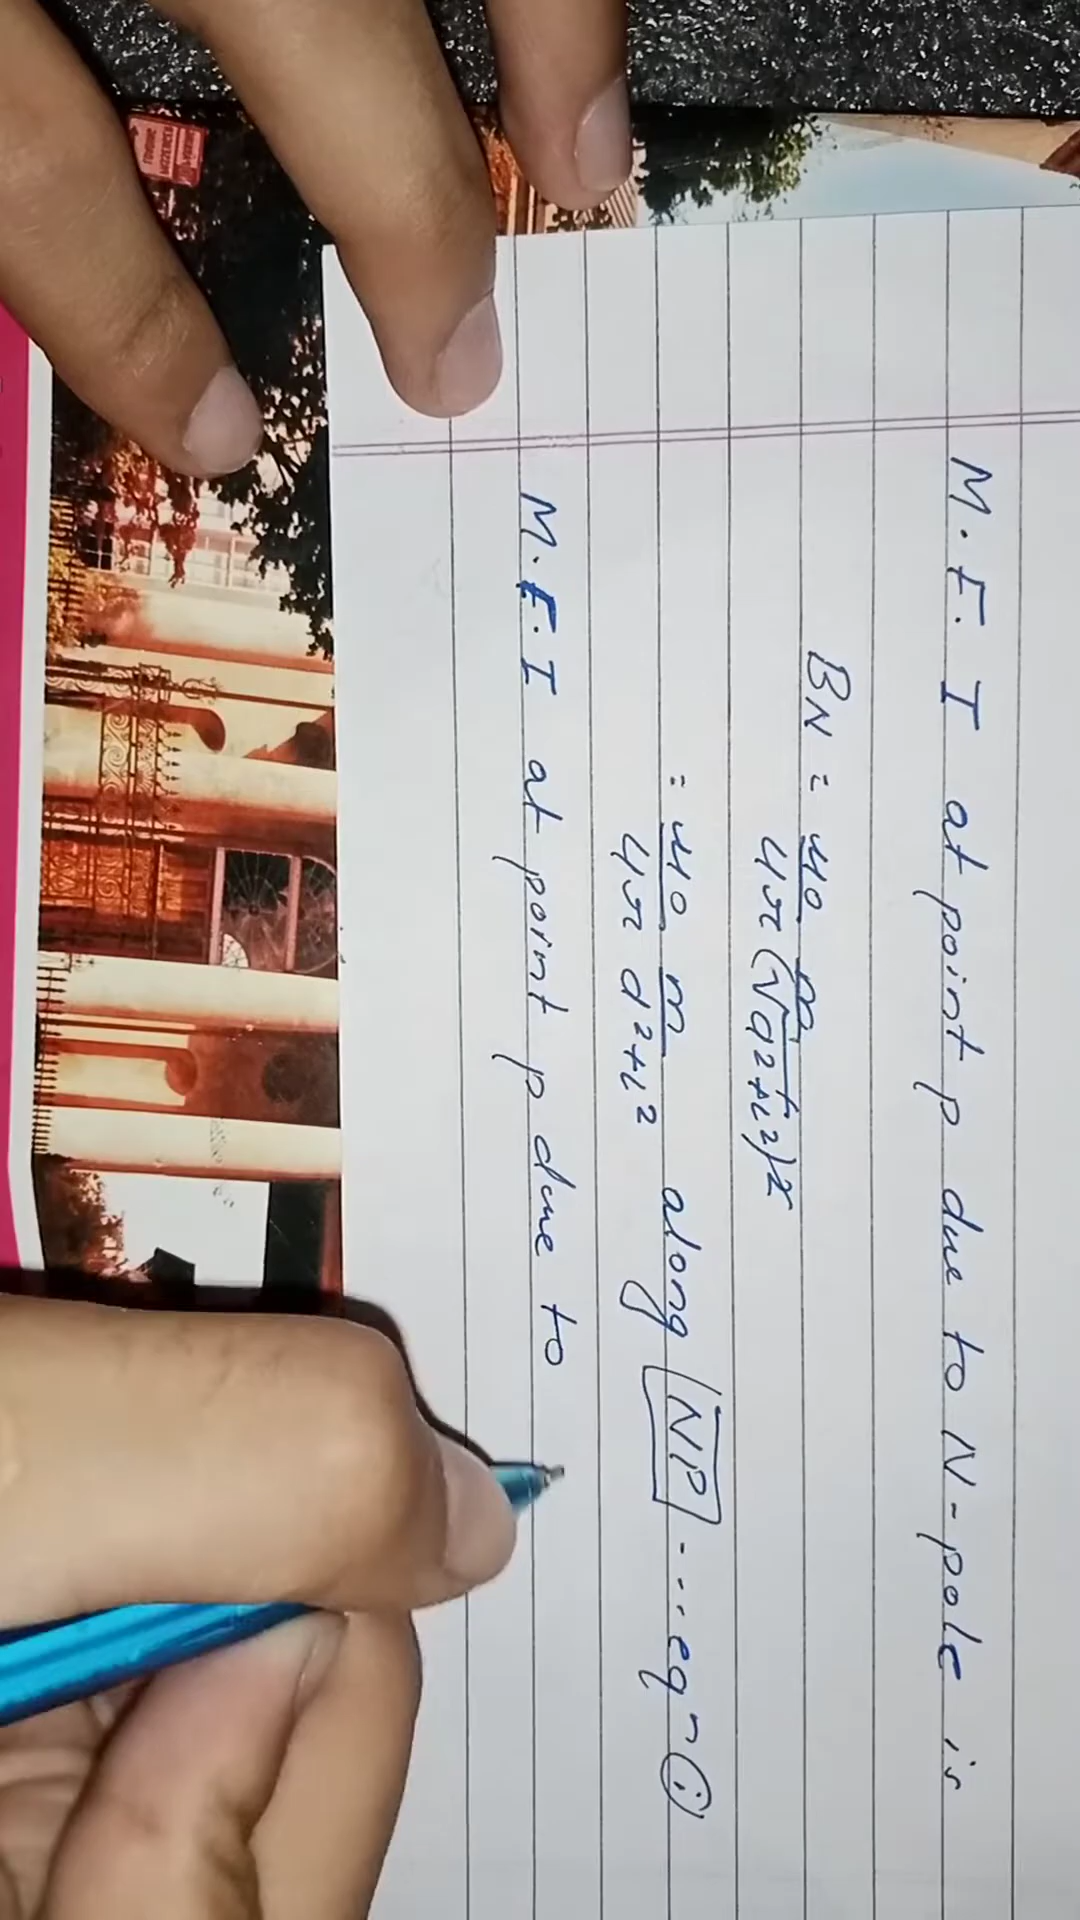 M.F.I at point p due to N-pole is
BN = μ0/4π m/(√d²+l²)²
= μ0/4π m/d²+l² along NP ... eqⁿ (i)
M.F.I at point p due to